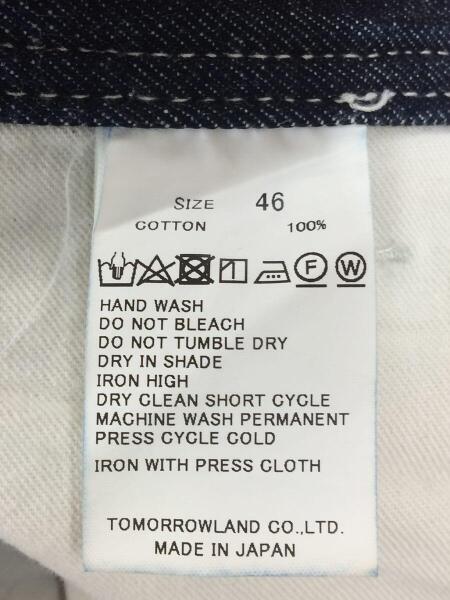 SIZE 46
COTTON 100%
F W
HAND WASH
DO NOT BLEACH
DO NOT TUMBLE DRY
DRY IN SHADE
IRON HIGH
DRY CLEAN SHORT CYCLE
MACHINE WASH PERMANENT
PRESS CYCLE COLD
IRON WITH PRESS CLOTH
TOMORROWLAND CO.,LTD.
MADE IN JAPAN